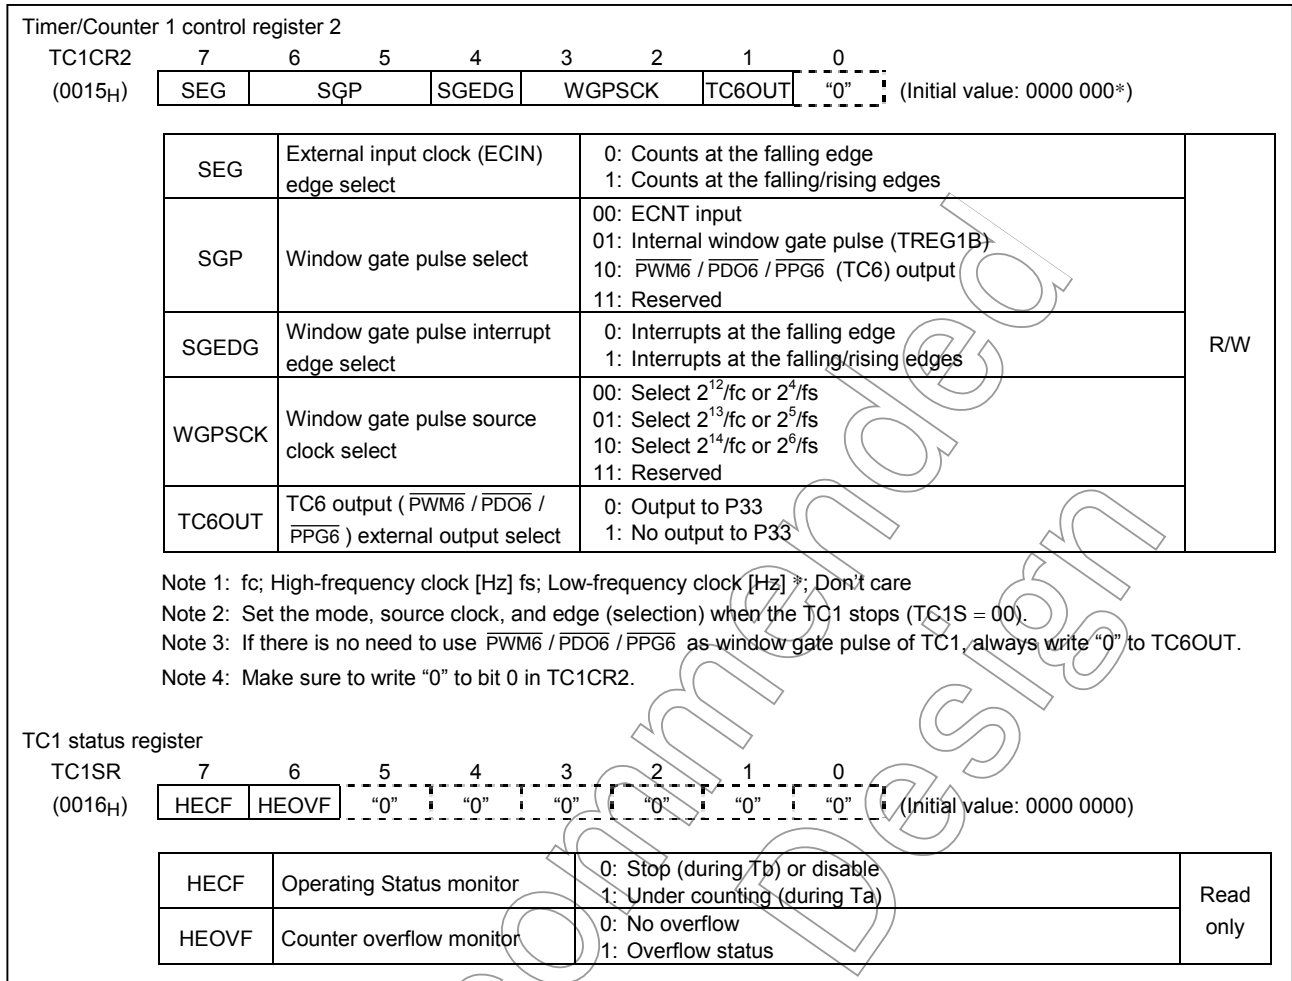 Timer/Counter 1 control register 2
TC1CR2 7 6 5 4 3 2 1 0
(0015H) SEG SGP SGEDG WGPSCK TC6OUT “0” (Initial value: 0000 000*)
SEG External input clock (ECIN) edge select 0: Counts at the falling edge
1: Counts at the falling/rising edges
SGP Window gate pulse select 00: ECNT input
01: Internal window gate pulse (TREG1B)
10: PWM6 / PDO6 / PPG6 (TC6) output
11: Reserved
SGEDG Window gate pulse interrupt edge select 0: Interrupts at the falling edge
1: Interrupts at the falling/rising edges
WGPSCK Window gate pulse source clock select 00: Select 2^12/fc or 2^4/fs
01: Select 2^13/fc or 2^5/fs
10: Select 2^14/fc or 2^6/fs
11: Reserved
TC6OUT TC6 output ( PWM6 / PDO6 / PPG6 ) external output select 0: Output to P33
1: No output to P33
R/W
Note 1: fc; High-frequency clock [Hz] fs; Low-frequency clock [Hz] *; Don’t care
Note 2: Set the mode, source clock, and edge (selection) when the TC1 stops (TC1S = 00).
Note 3: If there is no need to use PWM6 / PDO6 / PPG6 as window gate pulse of TC1, always write “0” to TC6OUT.
Note 4: Make sure to write “0” to bit 0 in TC1CR2.
TC1 status register
TC1SR 7 6 5 4 3 2 1 0
(0016H) HECF HEOVF “0” “0” “0” “0” “0” “0” (Initial value: 0000 0000)
HECF Operating Status monitor 0: Stop (during Tb) or disable
1: Under counting (during Ta)
HEOVF Counter overflow monitor 0: No overflow
1: Overflow status
Read only